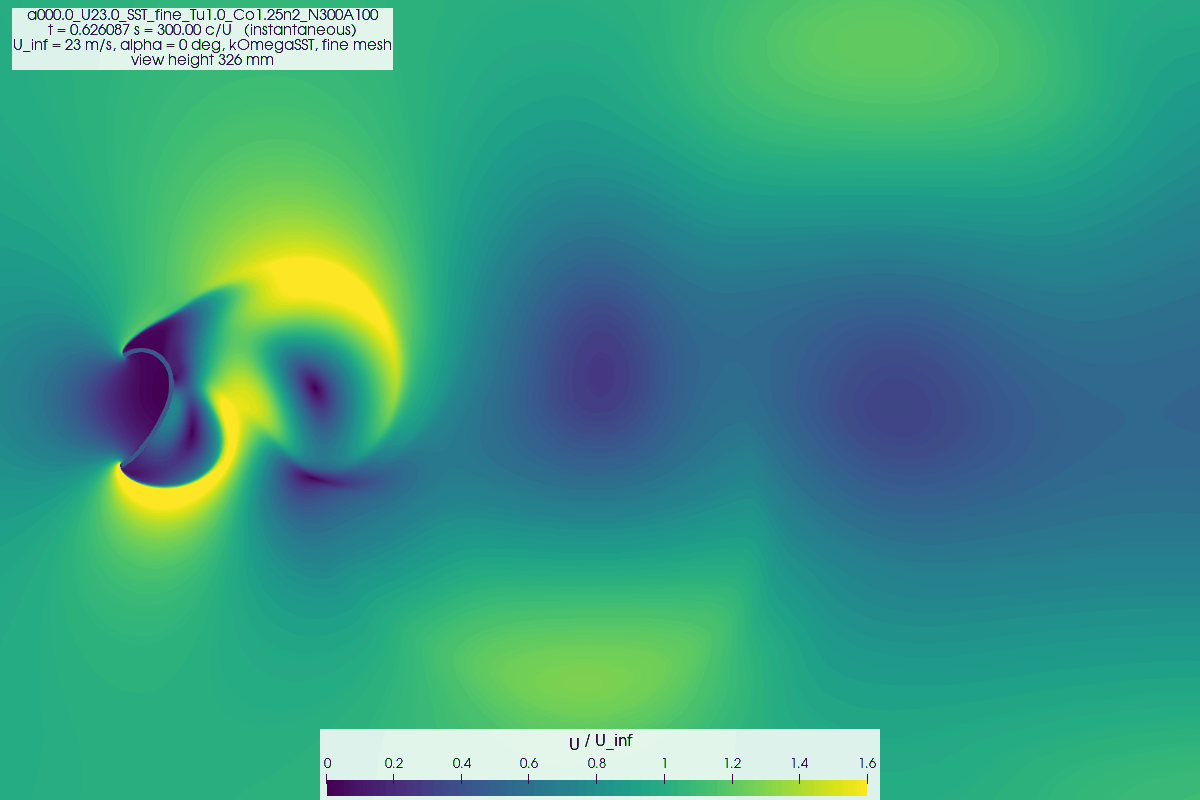 a000.0_U23.0_SST_fine_Tu1.0_Co1.25n2_N300A100
t = 0.626087 s = 300.00 c/U (instantaneous)
U_inf = 23 m/s, alpha = 0 deg, kOmegaSST, fine mesh
view height 326 mm
U / U_inf
0 0.2 0.4 0.6 0.8 1 1.2 1.4 1.6